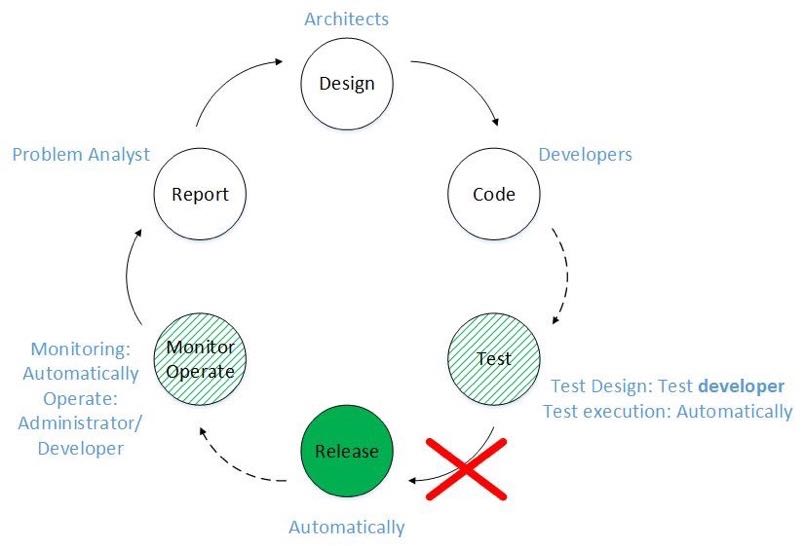 Architects
Design
Problem Analyst
Developers
Report
Code
Monitoring:
Automatically
Operate:
Administrator/
Developer
Monitor
Operate
Test
Test Design: Test developer
Test execution: Automatically
Release
Automatically